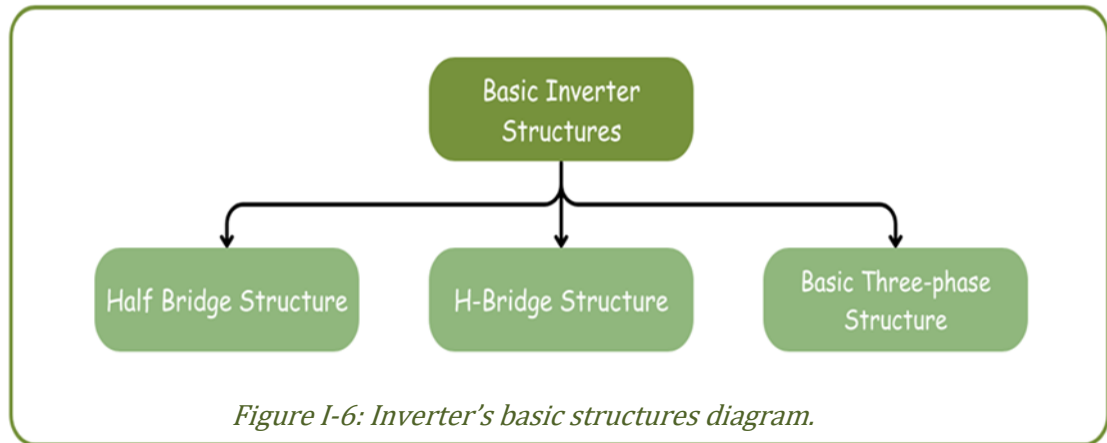 Basic Inverter
Structures
Half Bridge Structure
H-Bridge Structure
Basic Three-phase
Structure
Figure I-6: Inverter’s basic structures diagram.